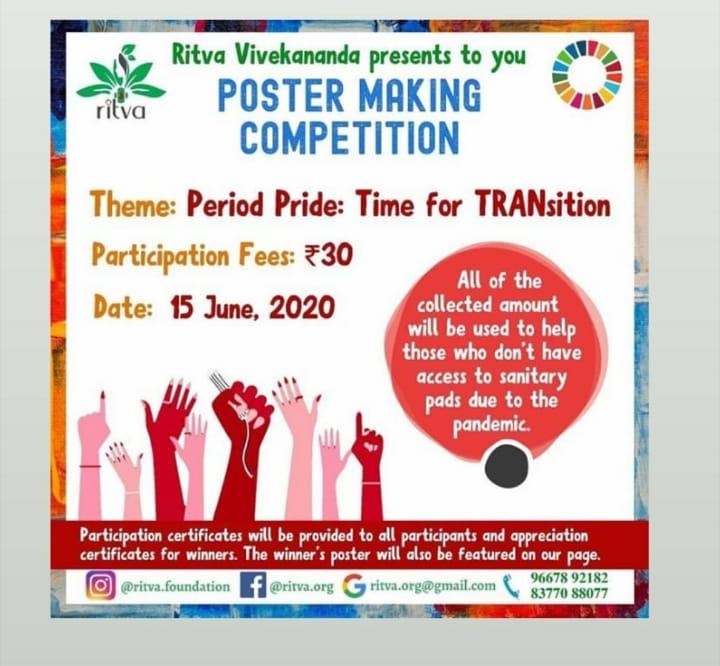 Ritva Vivekananda presents to you
ritva
POSTER MAKING
COMPETITION
Theme: Period Pride: Time for TRANsition
Participation Fees: ₹30
Date: 15 June, 2020
All of the
collected amount
will be used to help
those who don't have
access to sanitary
pads due to the
pandemic.
Participation certificates will be provided to all participants and appreciation
certificates for winners. The winner's poster will also be featured on our page.
@ritva.foundation f @ritva.org G ritva.org@gmail.com 96678 92182
83770 88077